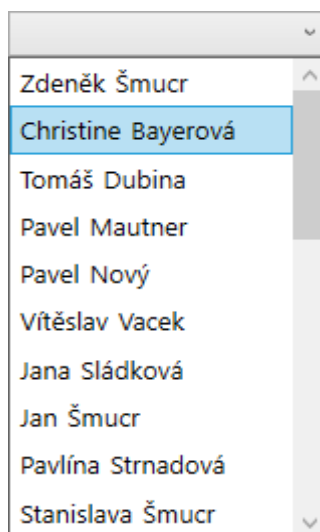 Zdeněk Šmucr
Christine Bayerová
Tomáš Dubina
Pavel Mautner
Pavel Nový
Vítěslav Vacek
Jana Sládková
Jan Šmucr
Pavlína Strnadová
Stanislava Šmucr